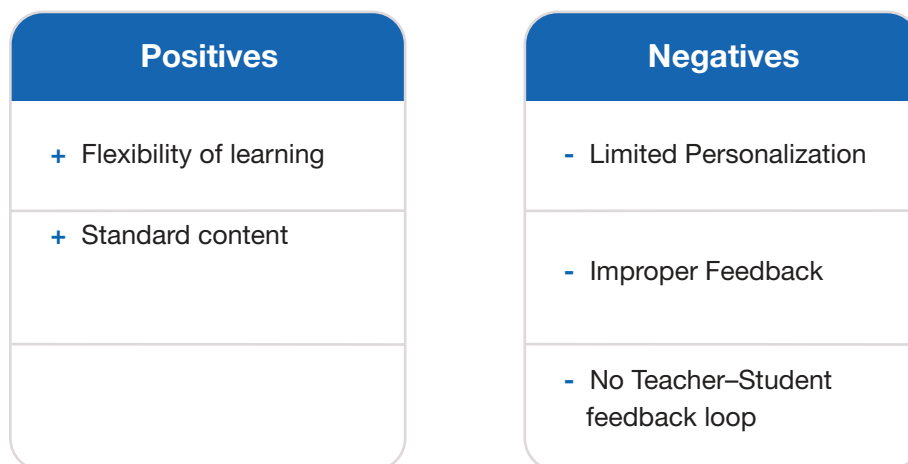 Positives
+ Flexibility of learning
+ Standard content
Negatives
- Limited Personalization
- Improper Feedback
- No Teacher–Student
feedback loop